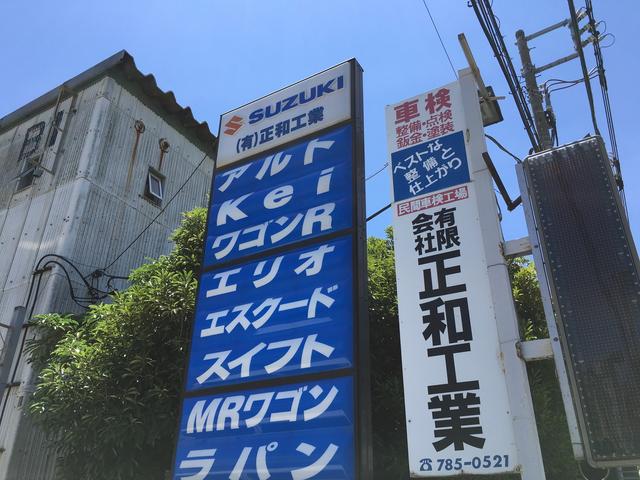 SUZUKI
(有)正和工業
アルト
Kei
ワゴンR
エリオ
エスクード
スイフト
MRワゴン
ラパン
車検
整備・点検
鈑金・塗装
ベストな
整備と
仕上がり
民間車検工場
有限会社
正和工業
☎785-0521